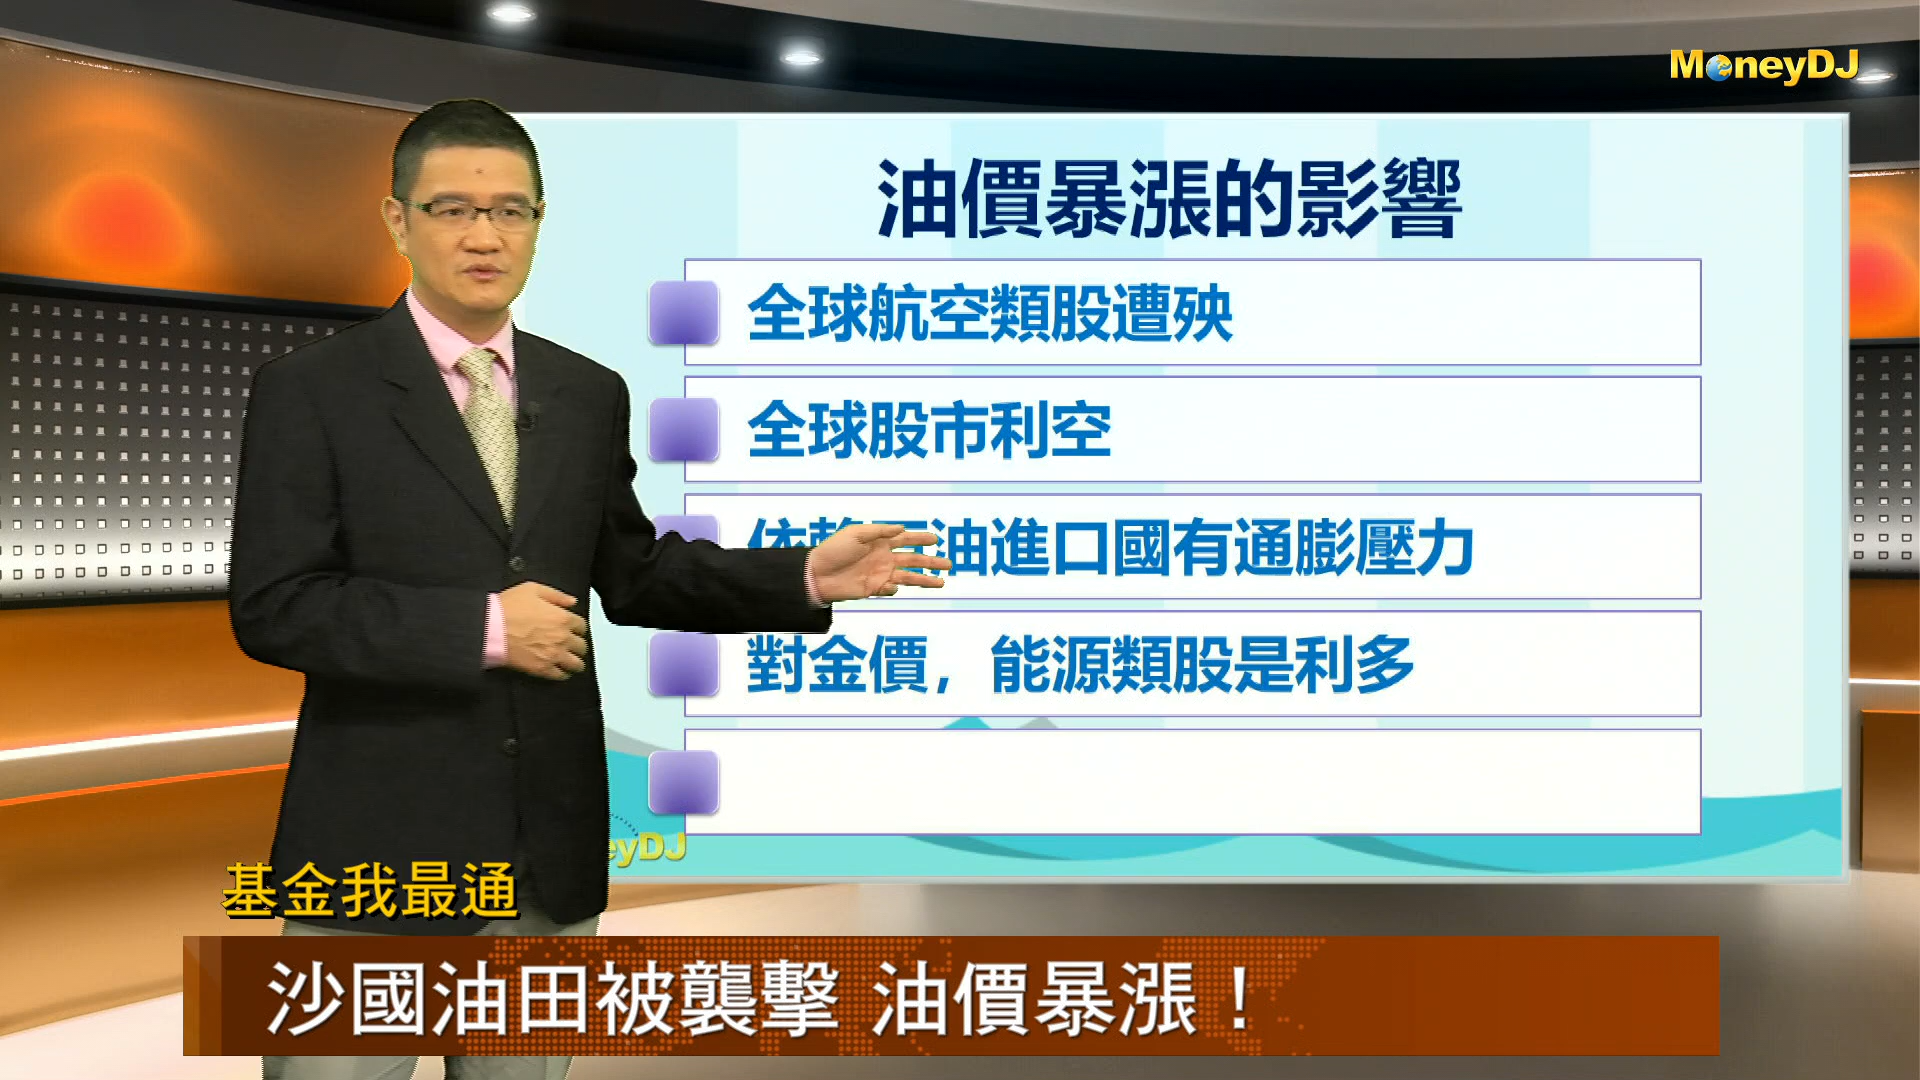 MoneyDJ
油價暴漲的影響
全球航空類股遭殃
全球股市利空
油進口國有通膨壓力
對金價，能源類股是利多
eyDJ
基金我最通
沙國油田被襲擊 油價暴漲！